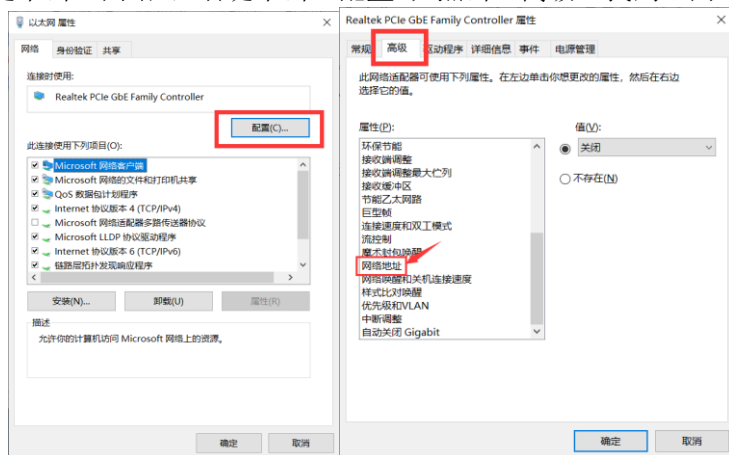 以太网 属性
网络 身份验证 共享
连接时使用:
Realtek PCIe GbE Family Controller
配置(C)...
此连接使用下列项目(O):
Microsoft 网络客户端
Microsoft 网络的文件和打印机共享
QoS 数据包计划程序
Internet 协议版本 4 (TCP/IPv4)
Microsoft 网络适配器多路传送器协议
Microsoft LLDP 协议驱动程序
Internet 协议版本 6 (TCP/IPv6)
链路层拓扑发现响应程序
安装(N)... 卸载(U) 属性(R)
描述
允许你的计算机访问 Microsoft 网络上的资源。
确定 取消
Realtek PCIe GbE Family Controller 属性
常规 高级 驱动程序 详细信息 事件 电源管理
此网络适配器可使用下列属性。在左边单击你想更改的属性，然后在右边
选择它的值。
属性(P): 值(V):
环保节能
接收端调整
接收端调整最大伫列
接收缓冲区
节能乙太网路
巨型帧
连接速度和双工模式
流控制
魔术封包唤醒
网络地址
网络唤醒和关机连接速度
样式比对唤醒
优先级和VLAN
中断调整
自动关闭 Gigabit
关闭
不存在(N)
确定 取消